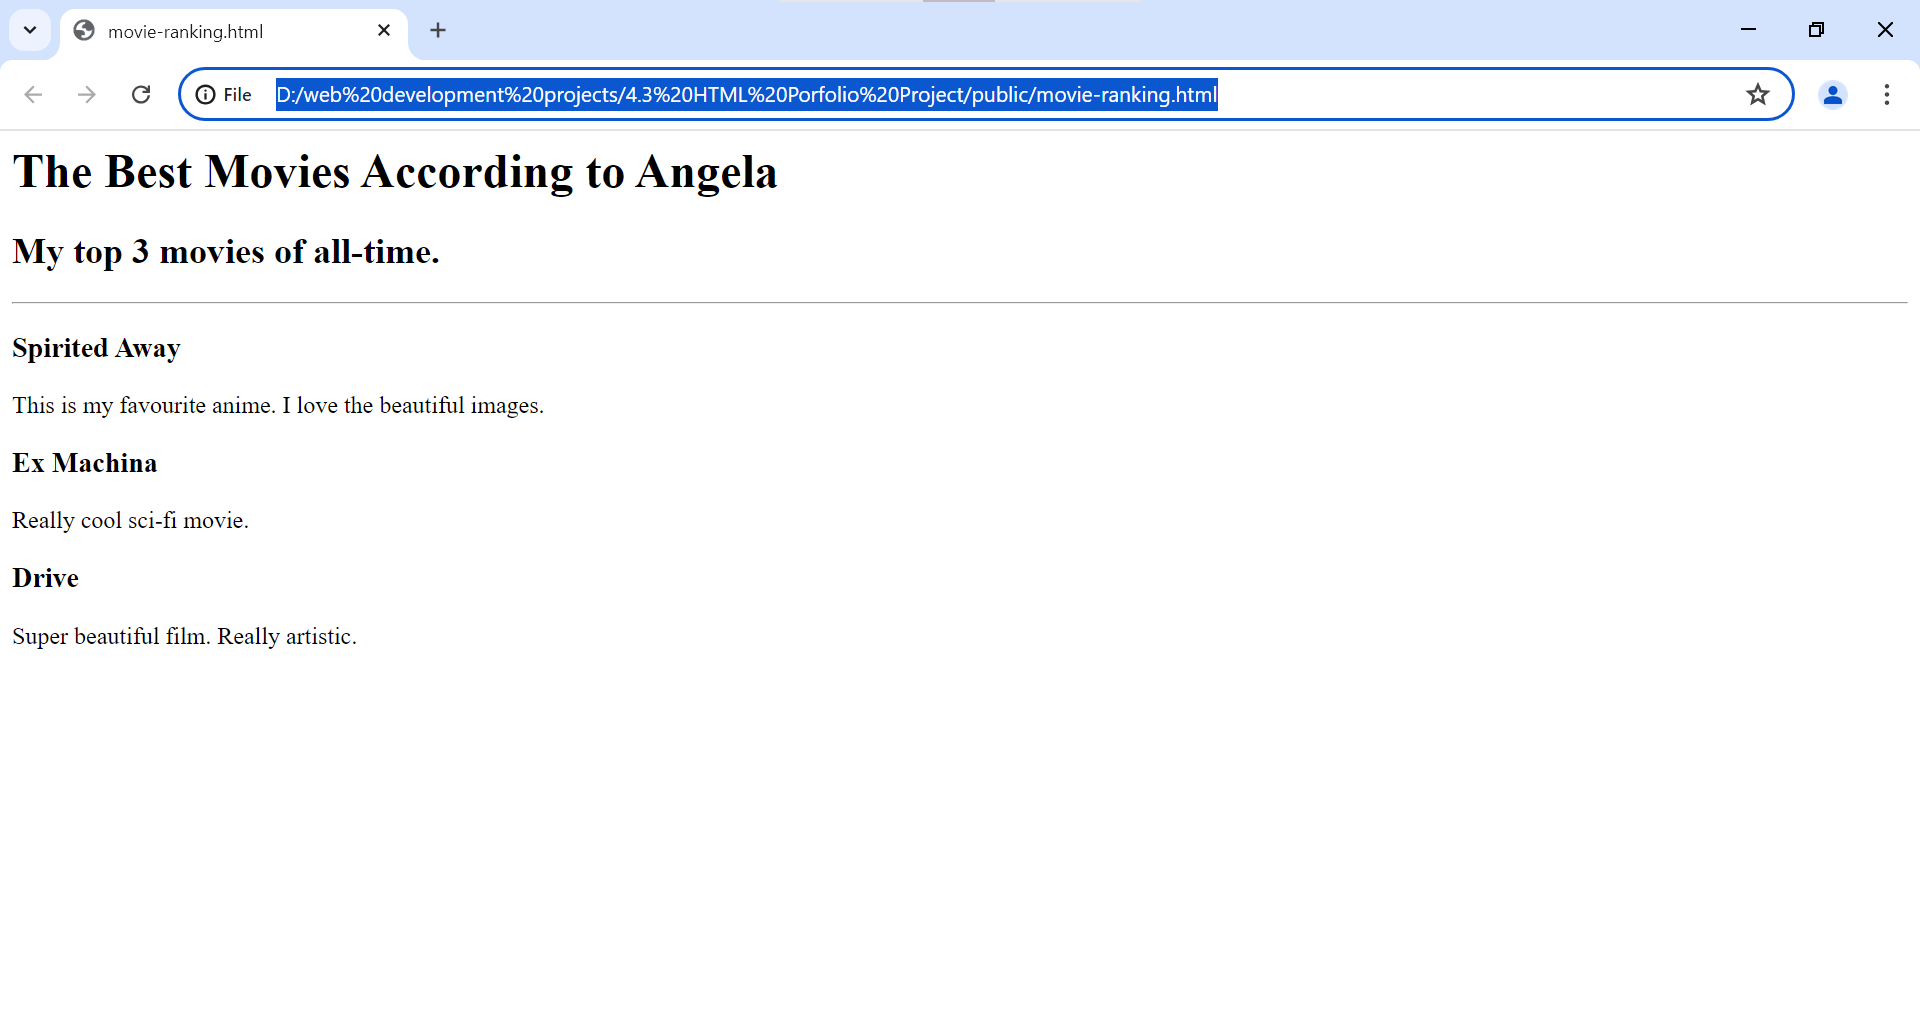 movie-ranking.html
File D:/web%20development%20projects/4.3%20HTML%20Porfolio%20Project/public/movie-ranking.html
The Best Movies According to Angela
My top 3 movies of all-time.
Spirited Away
This is my favourite anime. I love the beautiful images.
Ex Machina
Really cool sci-fi movie.
Drive
Super beautiful film. Really artistic.